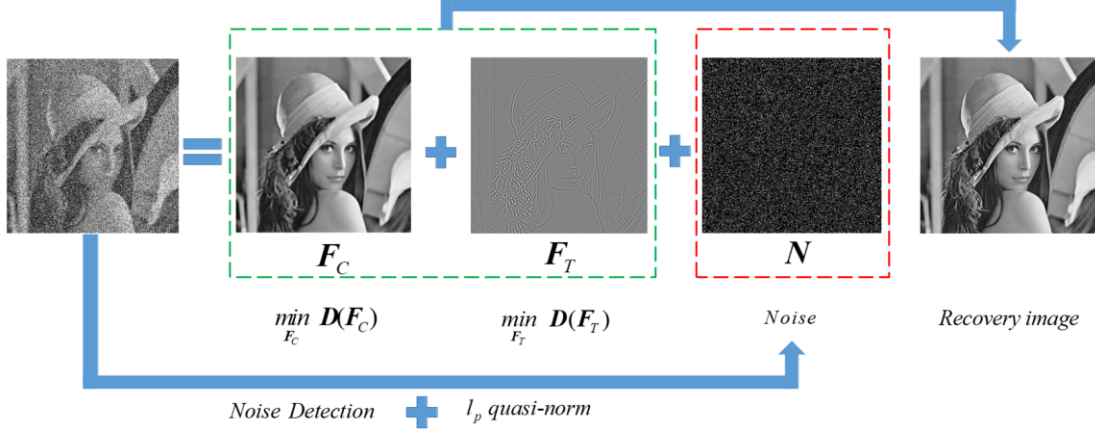 F_C
F_T
N
min D(F_C)
F_C
min D(F_T)
F_T
Noise
Recovery image
Noise Detection
l_p quasi-norm